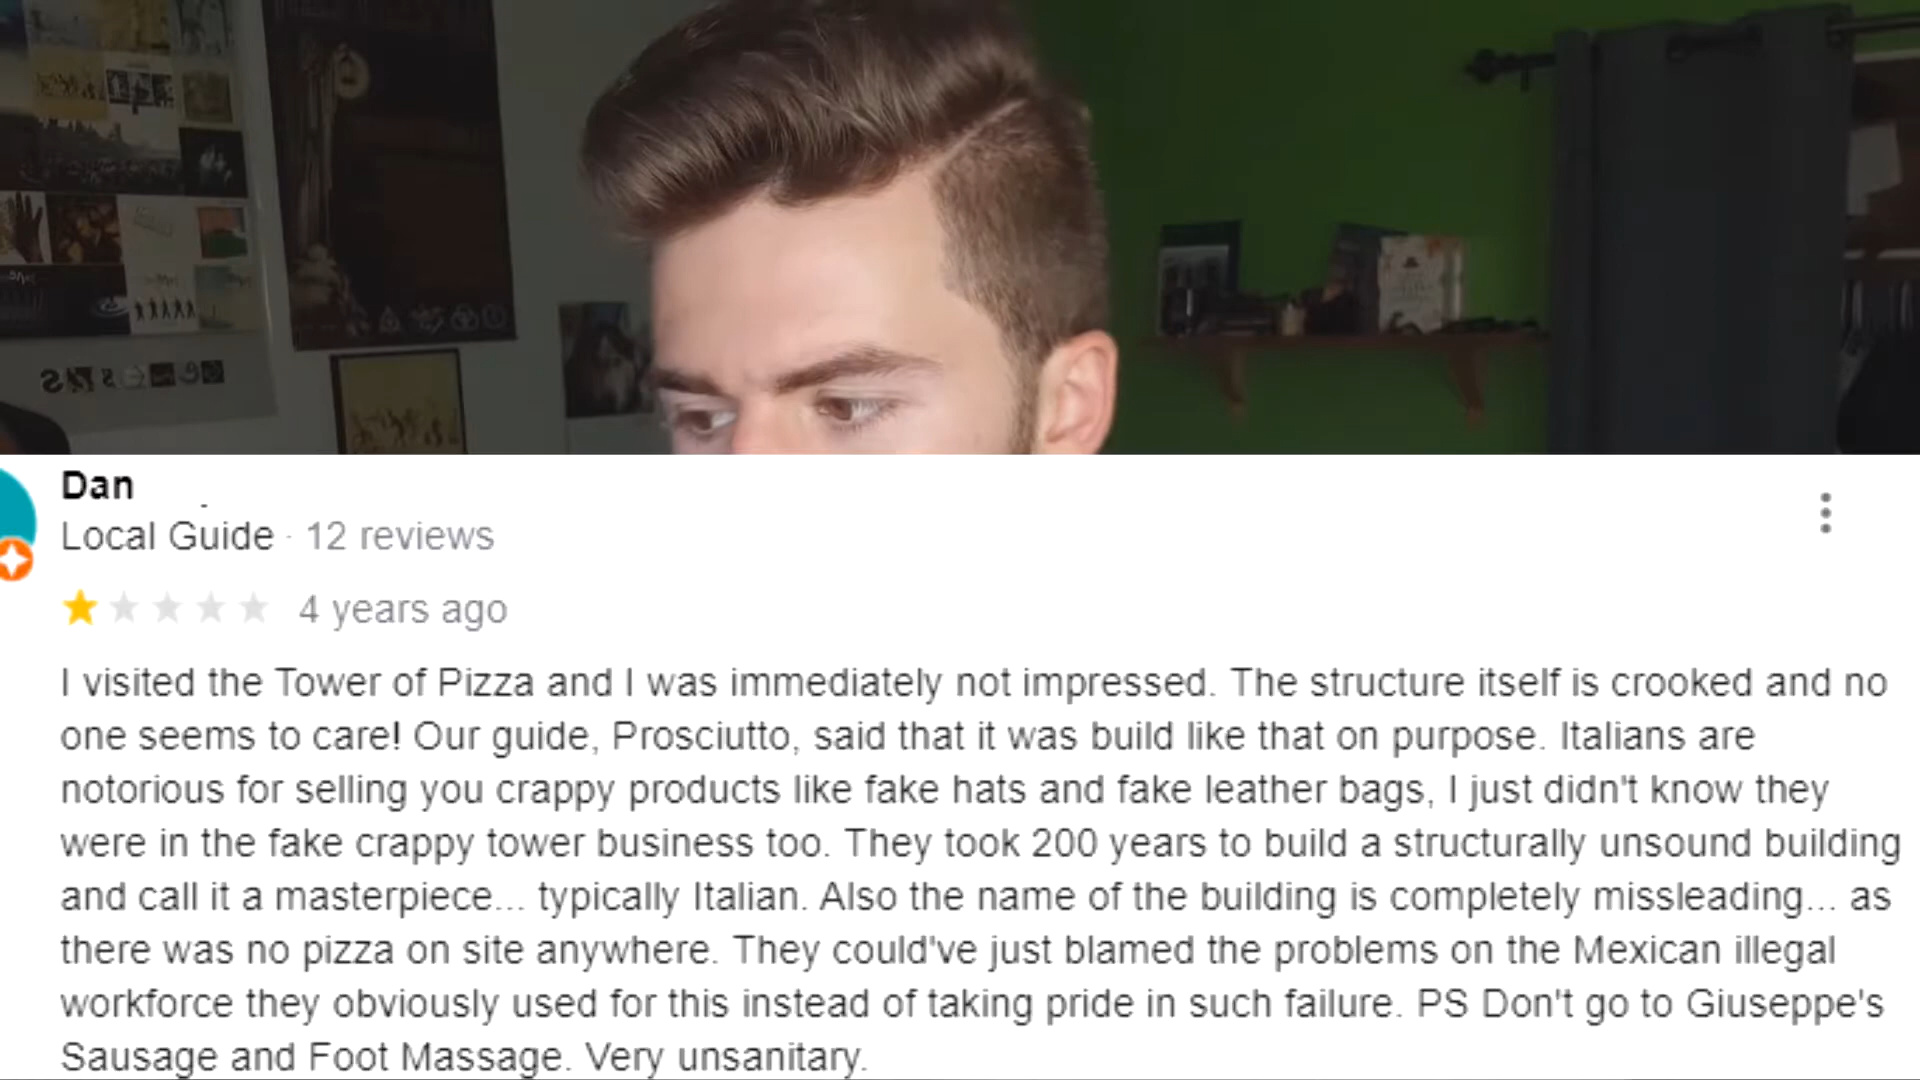 Dan
Local Guide · 12 reviews
4 years ago
I visited the Tower of Pizza and I was immediately not impressed. The structure itself is crooked and no
one seems to care! Our guide, Prosciutto, said that it was build like that on purpose. Italians are
notorious for selling you crappy products like fake hats and fake leather bags, I just didn't know they
were in the fake crappy tower business too. They took 200 years to build a structurally unsound building
and call it a masterpiece... typically Italian. Also the name of the building is completely missleading... as
there was no pizza on site anywhere. They could've just blamed the problems on the Mexican illegal
workforce they obviously used for this instead of taking pride in such failure. PS Don't go to Giuseppe's
Sausage and Foot Massage. Very unsanitary.